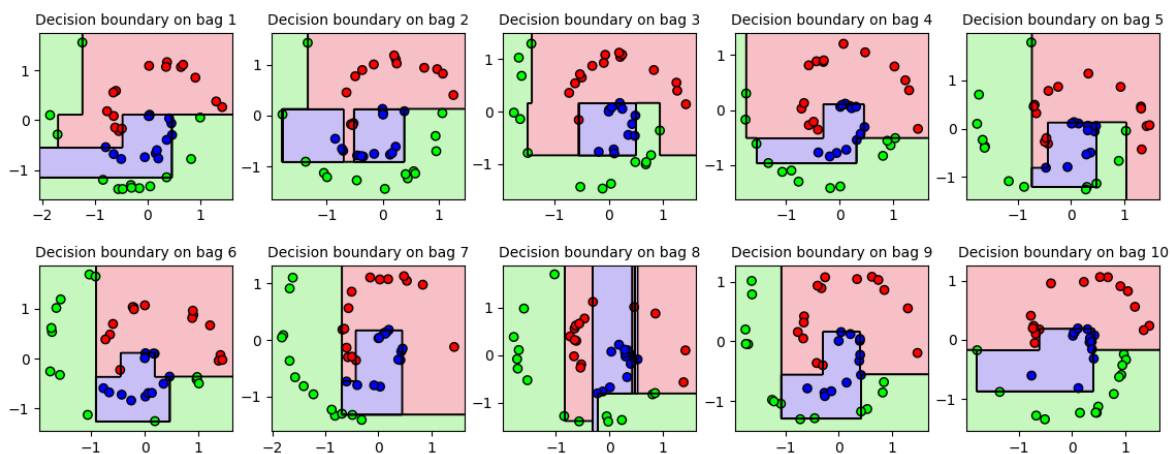 Decision boundary on bag 1 Decision boundary on bag 2 Decision boundary on bag 3 Decision boundary on bag 4 Decision boundary on bag 5
1 1 1 1 1
0 0 0 0 0
−1 −1 −1 −1 −1
−2 −1 0 1 −2 −1 0 1 −1 0 1 −1 0 1 −1 0 1
Decision boundary on bag 6 Decision boundary on bag 7 Decision boundary on bag 8 Decision boundary on bag 9 Decision boundary on bag 10
1 1 1 1 1
0 0 0 0 0
−1 −1 −1 −1 −1
−1 0 1 −2 −1 0 1 −1 0 1 −1 0 1 −1 0 1